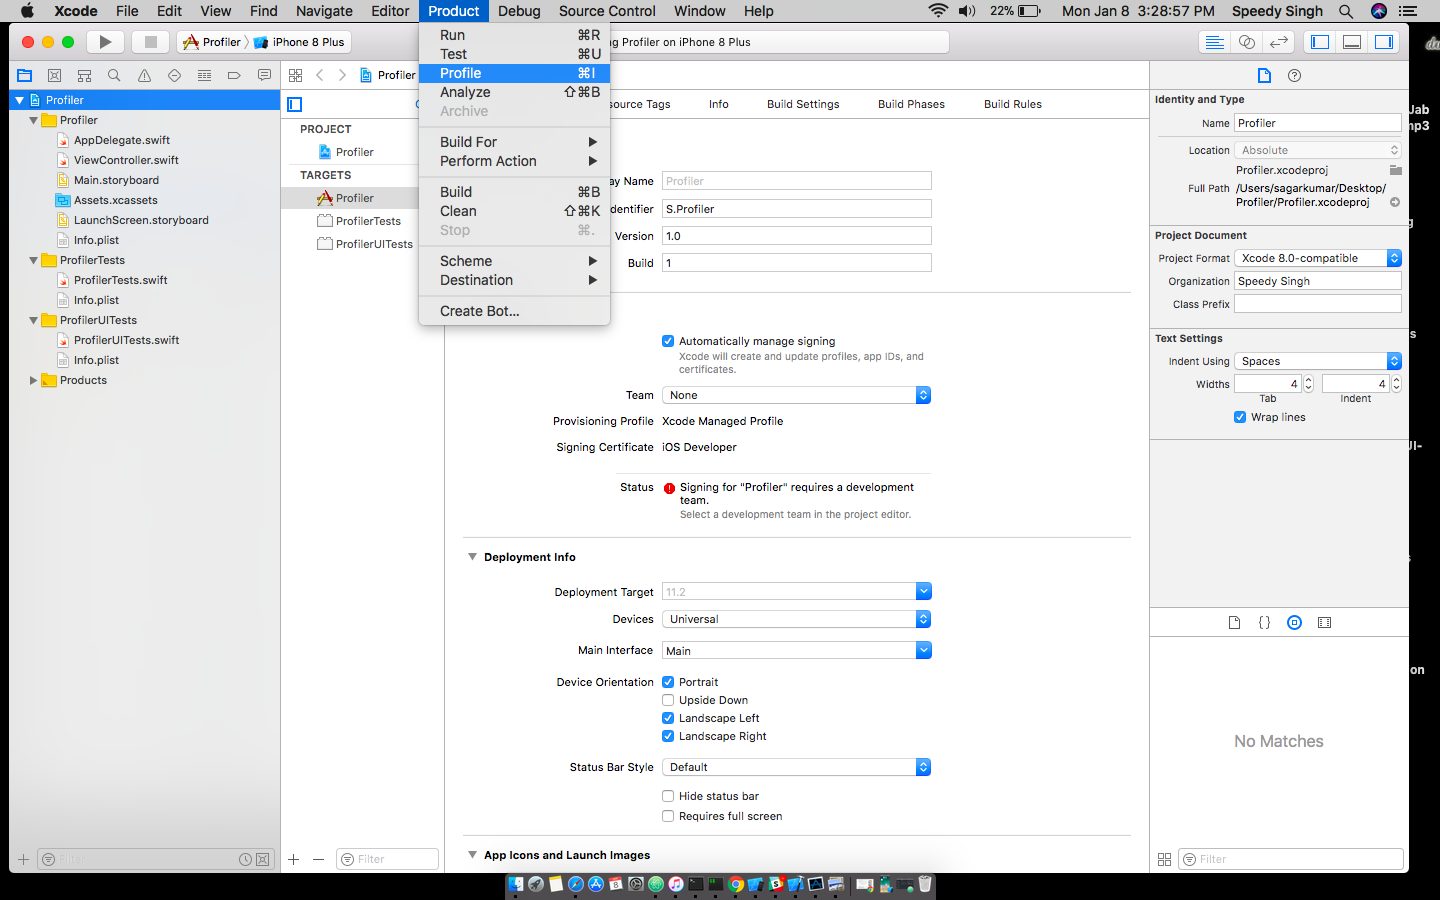 Xcode File Edit View Find Navigate Editor Product Debug Source Control Window Help 22% Mon Jan 8 3:28:57 PM Speedy Singh
Profiler iPhone 8 Plus
Profiler on iPhone 8 Plus
Run ⌘R
Test ⌘U
Profile ⌘I
Analyze ⇧⌘B
Archive
Build For
Perform Action
Build ⌘B
Clean ⇧⌘K
Stop ⌘.
Scheme
Destination
Create Bot...
Profiler
Profiler
AppDelegate.swift
ViewController.swift
Main.storyboard
Assets.xcassets
LaunchScreen.storyboard
Info.plist
ProfilerTests
ProfilerTests.swift
Info.plist
ProfilerUITests
ProfilerUITests.swift
Info.plist
Products
Filter
Profiler
PROJECT
Profiler
TARGETS
Profiler
ProfilerTests
ProfilerUITests
Filter
source Tags Info Build Settings Build Phases Build Rules
ay Name Profiler
dentifier S.Profiler
Version 1.0
Build 1
Automatically manage signing
Xcode will create and update profiles, app IDs, and
certificates.
Team None
Provisioning Profile Xcode Managed Profile
Signing Certificate iOS Developer
Status Signing for "Profiler" requires a development
team.
Select a development team in the project editor.
Deployment Info
Deployment Target 11.2
Devices Universal
Main Interface Main
Device Orientation Portrait
Upside Down
Landscape Left
Landscape Right
Status Bar Style Default
Hide status bar
Requires full screen
App Icons and Launch Images
Identity and Type
Name Profiler
Location Absolute
Profiler.xcodeproj
Full Path /Users/sagarkumar/Desktop/
Profiler/Profiler.xcodeproj
Project Document
Project Format Xcode 8.0-compatible
Organization Speedy Singh
Class Prefix
Text Settings
Indent Using Spaces
Widths 4 4
Tab Indent
Wrap lines
{}
No Matches
Filter
Jab
mp3
UI-
on